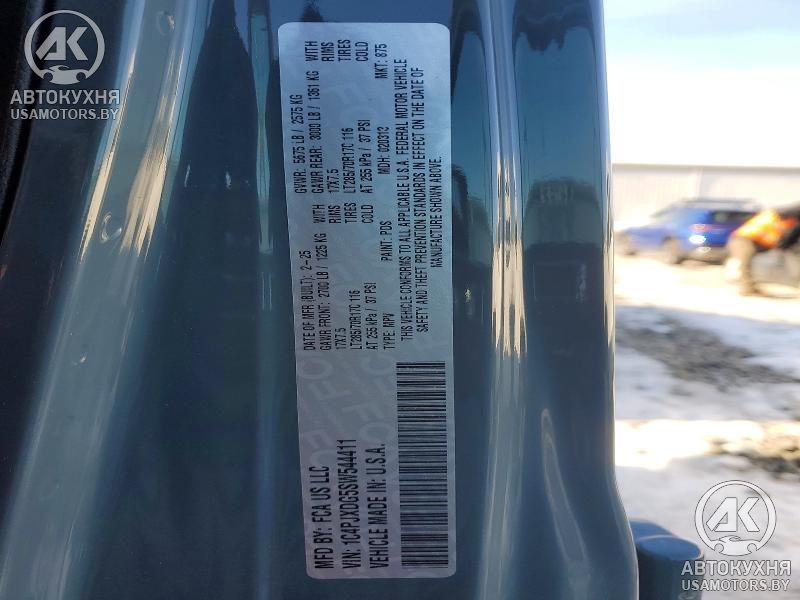 MFD BY: FCA US LLC
DATE OF MFR (BUILT): 2-25
GVWR: 5675 LB / 2575 KG
GAWR FRONT: 2700 LB / 1225 KG
WITH
GAWR REAR: 3000 LB / 1361 KG
WITH
17X7.5
RIMS
17X7.5
RIMS
LT285/70R17C 116
TIRES
LT285/70R17C 116
TIRES
AT 255 kPa / 37 PSI
COLD
AT 255 kPa / 37 PSI
COLD
VIN: 1C4PJXDG5SW544411
TYPE: MPV
PAINT: PDS
MDH: 020312
MKT: 875
VEHICLE MADE IN: U.S.A.
THIS VEHICLE CONFORMS TO ALL APPLICABLE U.S.A. FEDERAL MOTOR VEHICLE
SAFETY AND THEFT PREVENTION STANDARDS IN EFFECT ON THE DATE OF
MANUFACTURE SHOWN ABOVE.
АК
АВТОКУХНЯ
USAMOTORS.BY
АК
АВТОКУХНЯ
USAMOTORS.BY